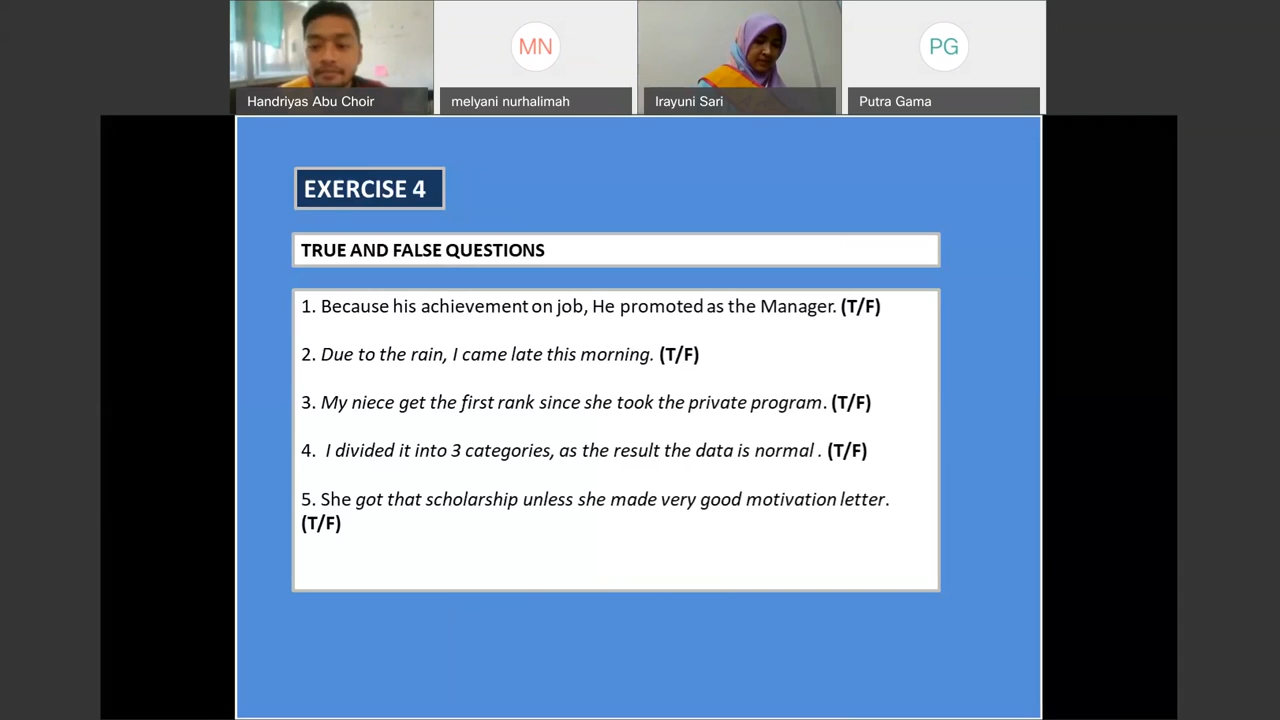 Handriyas Abu Choir
MN
melyani nurhalimah
Irayuni Sari
PG
Putra Gama
EXERCISE 4
TRUE AND FALSE QUESTIONS
1. Because his achievement on job, He promoted as the Manager. (T/F)
2. Due to the rain, I came late this morning. (T/F)
3. My niece get the first rank since she took the private program. (T/F)
4. I divided it into 3 categories, as the result the data is normal . (T/F)
5. She got that scholarship unless she made very good motivation letter.
(T/F)